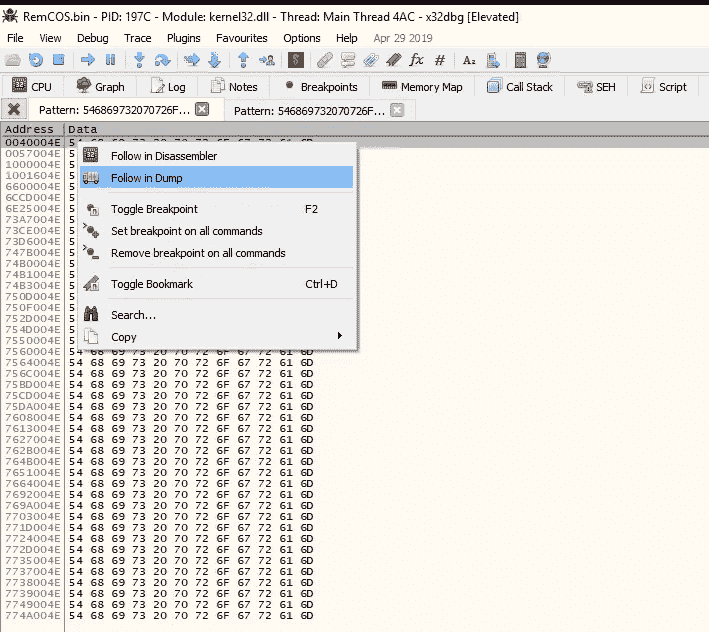 RemCOS.bin - PID: 197C - Module: kernel32.dll - Thread: Main Thread 4AC - x32dbg [Elevated]
File View Debug Trace Plugins Favourites Options Help Apr 29 2019
CPU Graph Log Notes Breakpoints Memory Map Call Stack SEH Script
Pattern: 546869732070726F... Pattern: 546869732070726F...
Address Data
0040004E 54 68 69 73 20 70 72 6F 67 72 61 6D
0057004E 5
1000004E 5
1001604E 5
6600004E 5
6CCD004E 5
6E25004E 5
73A7004E 5
73CE004E 5
73D6004E 5
747B004E 5
74B0004E 5
74B1004E 5
74B3004E 5
750D004E 5
750F004E 5
752D004E 5
754D004E 5
7550004E 5
Follow in Disassembler
Follow in Dump
Toggle Breakpoint F2
Set breakpoint on all commands
Remove breakpoint on all commands
Toggle Bookmark Ctrl+D
Search...
Copy
7560004E 54 68 69 73 20 70 72 6F 67 72 61 6D
7564004E 54 68 69 73 20 70 72 6F 67 72 61 6D
756C004E 54 68 69 73 20 70 72 6F 67 72 61 6D
75BD004E 54 68 69 73 20 70 72 6F 67 72 61 6D
75CD004E 54 68 69 73 20 70 72 6F 67 72 61 6D
75DA004E 54 68 69 73 20 70 72 6F 67 72 61 6D
7608004E 54 68 69 73 20 70 72 6F 67 72 61 6D
7613004E 54 68 69 73 20 70 72 6F 67 72 61 6D
7627004E 54 68 69 73 20 70 72 6F 67 72 61 6D
762B004E 54 68 69 73 20 70 72 6F 67 72 61 6D
764B004E 54 68 69 73 20 70 72 6F 67 72 61 6D
7651004E 54 68 69 73 20 70 72 6F 67 72 61 6D
7664004E 54 68 69 73 20 70 72 6F 67 72 61 6D
7692004E 54 68 69 73 20 70 72 6F 67 72 61 6D
769A004E 54 68 69 73 20 70 72 6F 67 72 61 6D
7703004E 54 68 69 73 20 70 72 6F 67 72 61 6D
771D004E 54 68 69 73 20 70 72 6F 67 72 61 6D
7724004E 54 68 69 73 20 70 72 6F 67 72 61 6D
772D004E 54 68 69 73 20 70 72 6F 67 72 61 6D
7735004E 54 68 69 73 20 70 72 6F 67 72 61 6D
7737004E 54 68 69 73 20 70 72 6F 67 72 61 6D
7738004E 54 68 69 73 20 70 72 6F 67 72 61 6D
7739004E 54 68 69 73 20 70 72 6F 67 72 61 6D
7749004E 54 68 69 73 20 70 72 6F 67 72 61 6D
774A004E 54 68 69 73 20 70 72 6F 67 72 61 6D